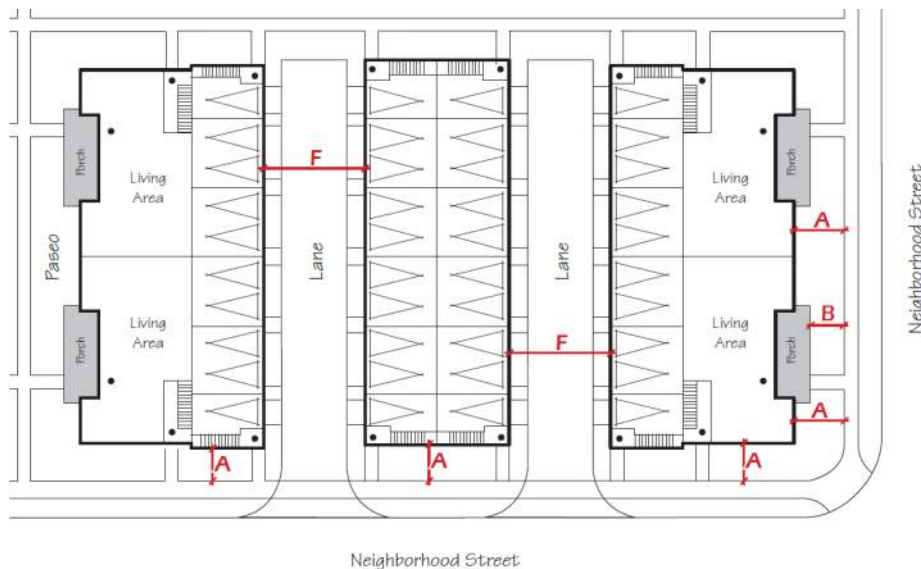 F
Porch
Living
Area
Living
Area
Porch
A
Paseo
Lane
Lane
Neighborhood Street
B
F
Porch
Living
Area
Living
Area
Porch
A
A
A
A
Neighborhood Street